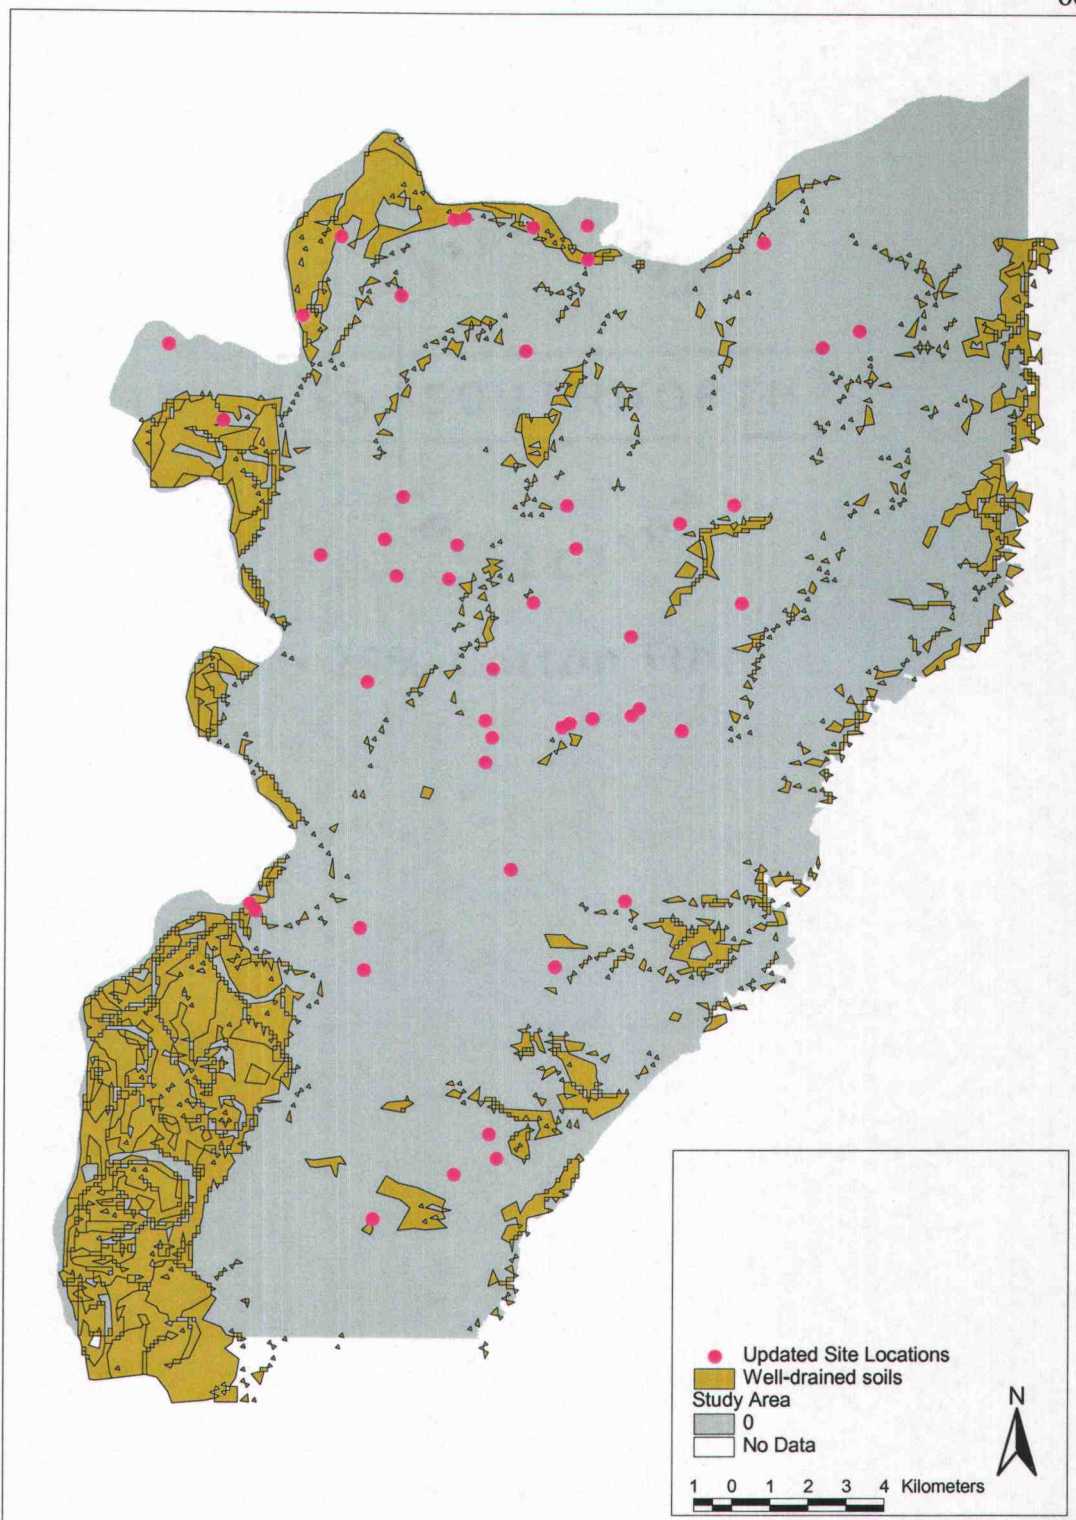 Updated Site Locations
Well-drained soils
Study Area
0
No Data
N
1 0 1 2 3 4 Kilometers